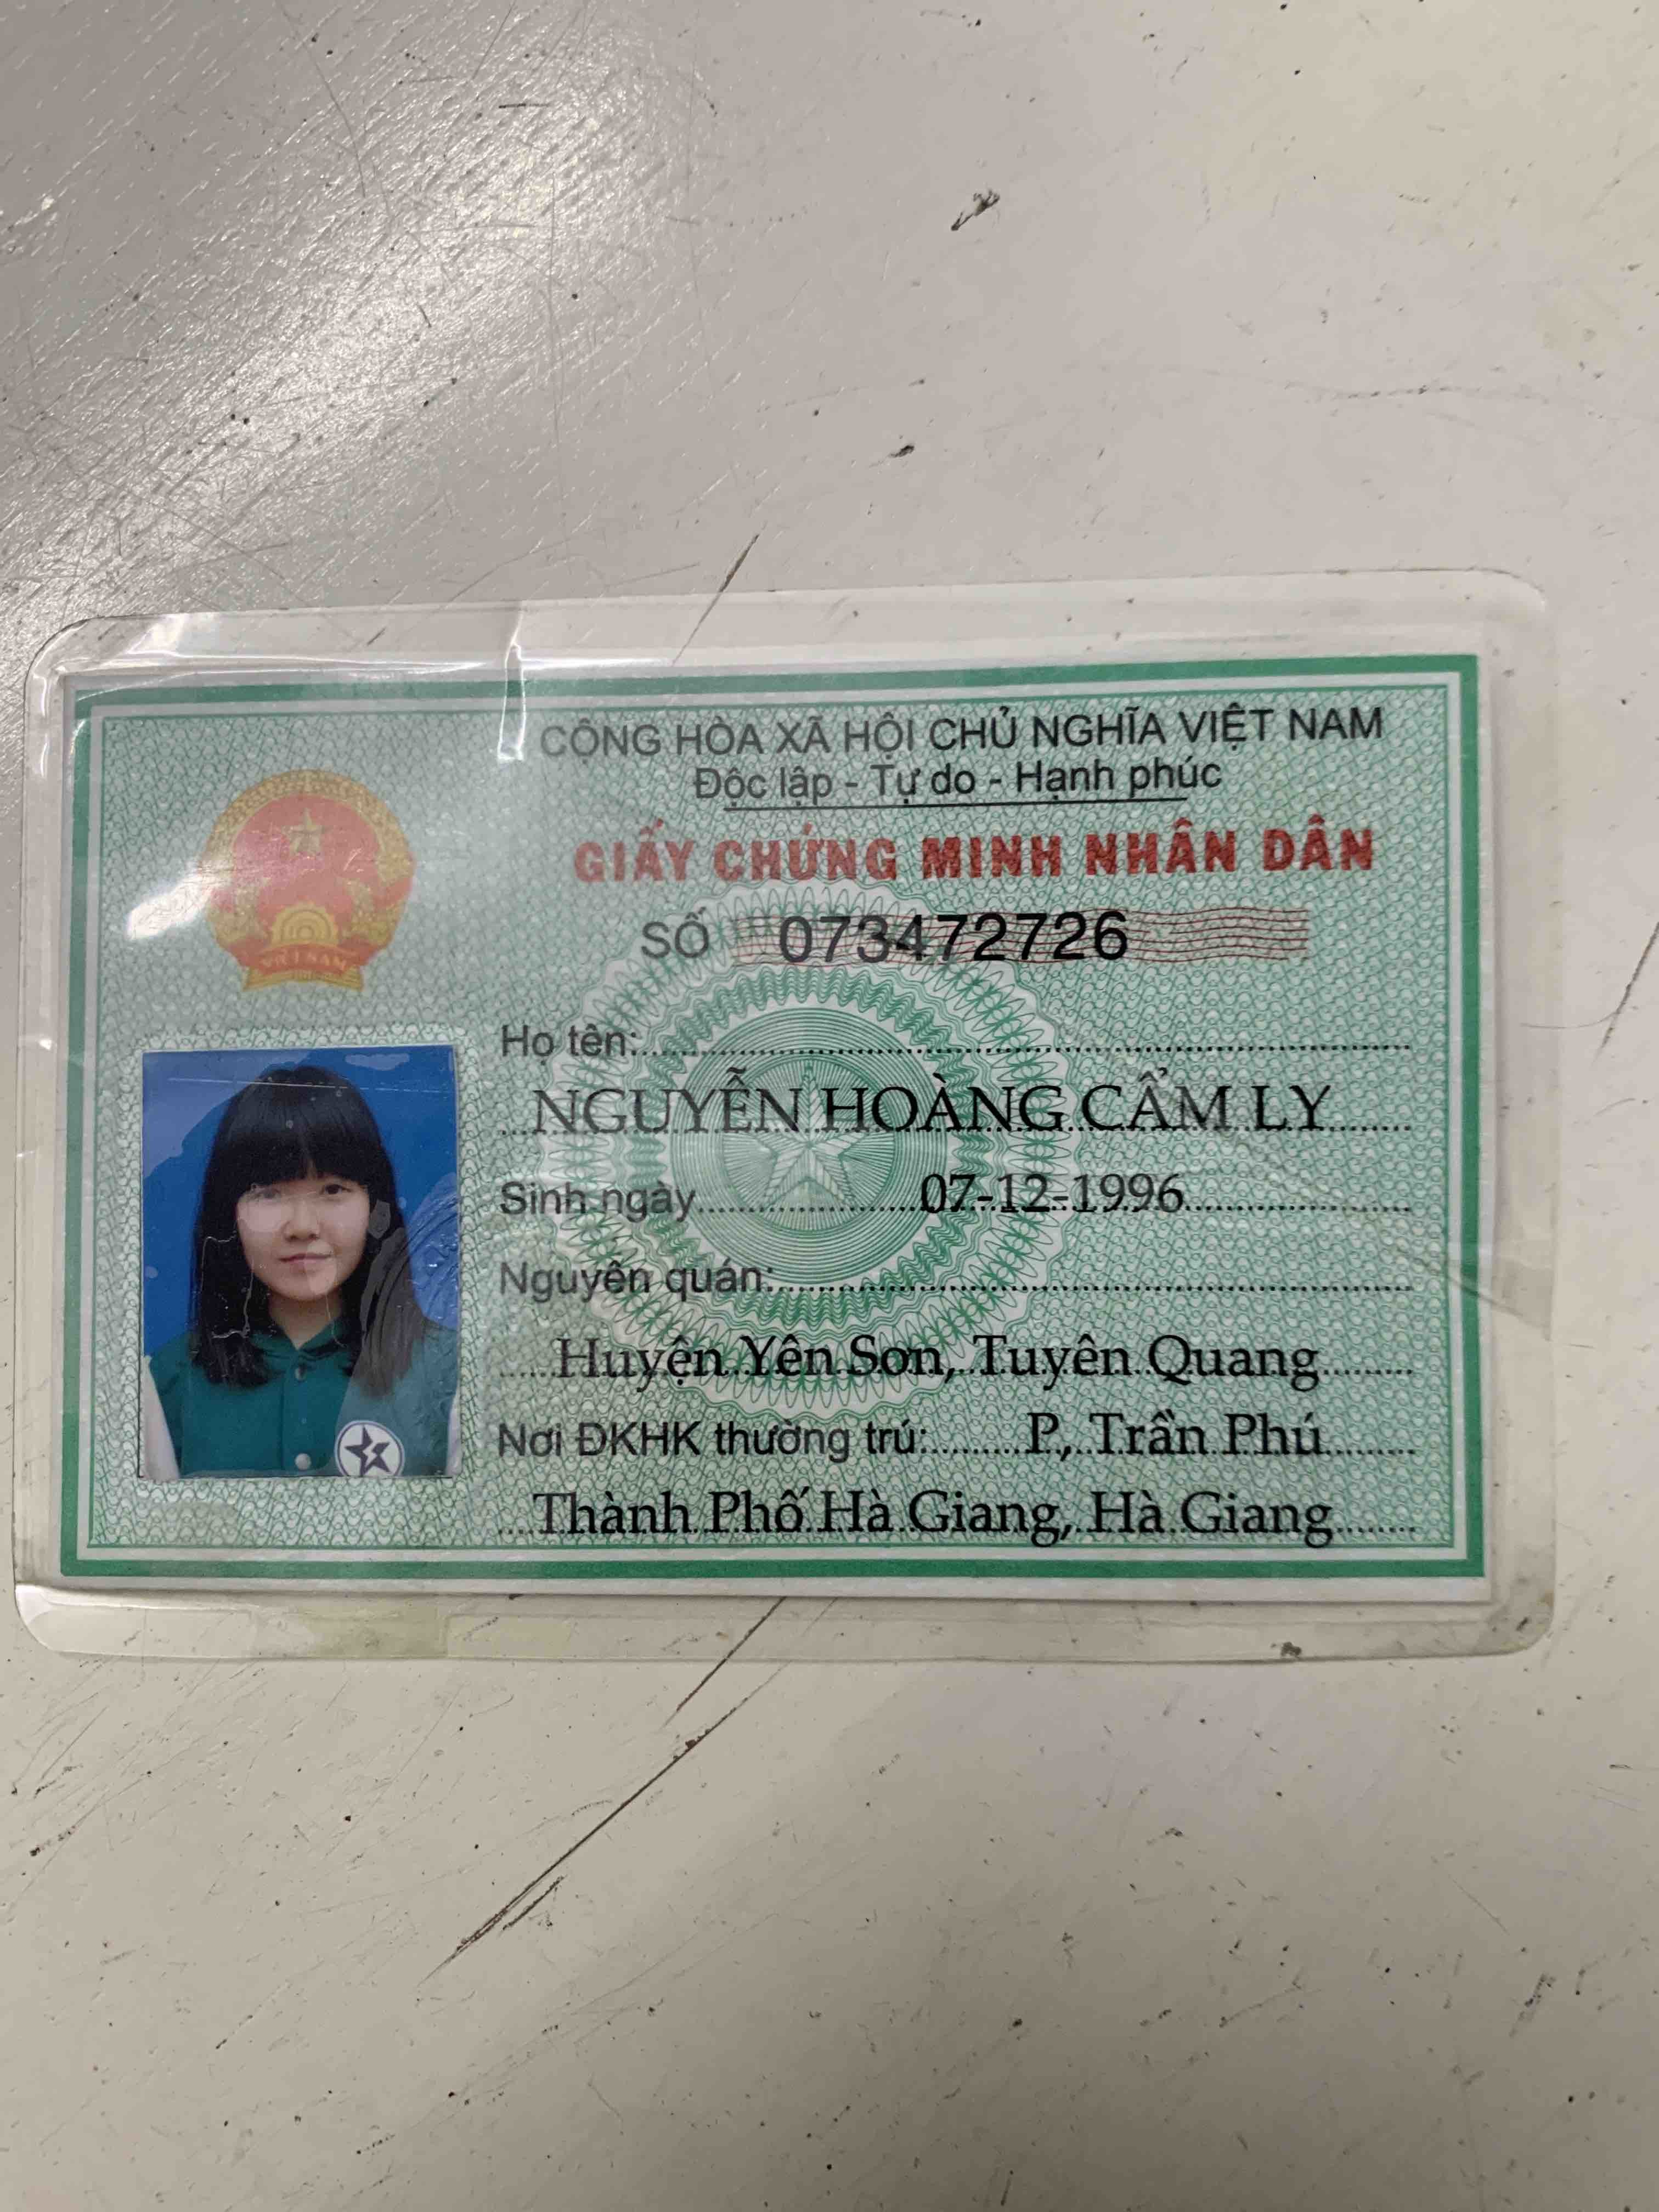 CỘNG HÒA XÃ HỘI CHỦ NGHĨA VIỆT NAM
Độc lập - Tự do - Hạnh phúc
GIẤY CHỨNG MINH NHÂN DÂN
SỐ 073472726
VIỆT NAM
Họ tên:
NGUYỄN HOÀNG CẨM LY
Sinh ngày 07-12-1996
Nguyên quán:
Huyện Yên Sơn, Tuyên Quang
Nơi ĐKHK thường trú: P, Trần Phú
Thành Phố Hà Giang, Hà Giang